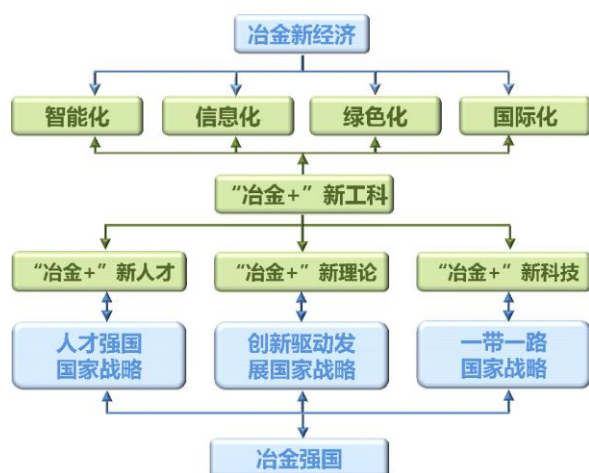 冶金新经济
智能化
信息化
绿色化
国际化
“冶金+”新工科
“冶金+”新人才
“冶金+”新理论
“冶金+”新科技
人才强国
国家战略
创新驱动发
展国家战略
一带一路
国家战略
冶金强国